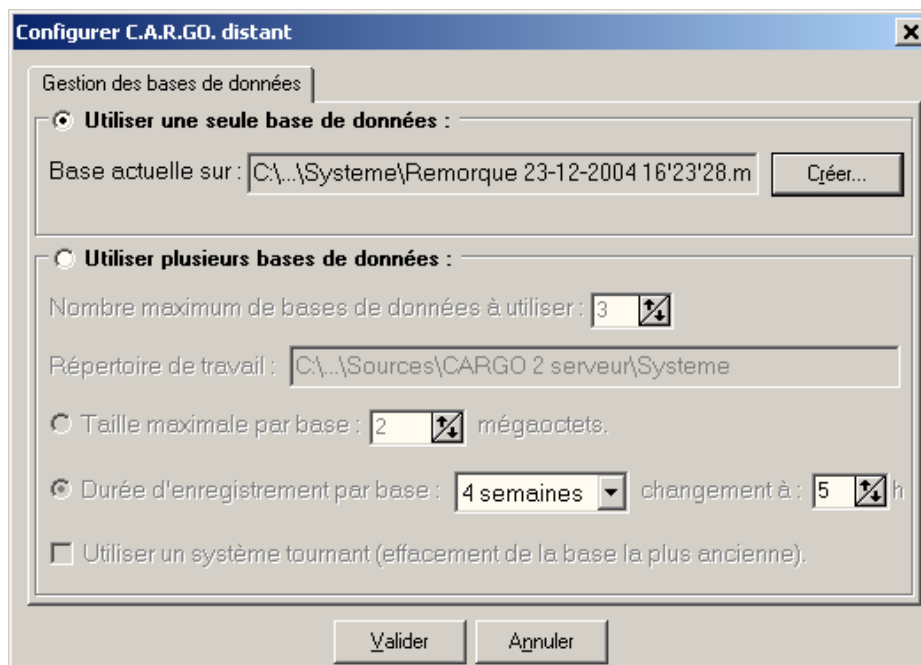 Configurer C.A.R.GO. distant
Gestion des bases de données
Utiliser une seule base de données :
Base actuelle sur : C:\...\Systeme\Remorque 23-12-2004 16'23'28.m Créer...
Utiliser plusieurs bases de données :
Nombre maximum de bases de données à utiliser : 3
Répertoire de travail : C:\...\Sources\CARGO 2 serveur\Systeme
Taille maximale par base : 2 mégaoctets.
Durée d'enregistrement par base : 4 semaines changement à : 5 h
Utiliser un système tournant (effacement de la base la plus ancienne).
Valider Annuler